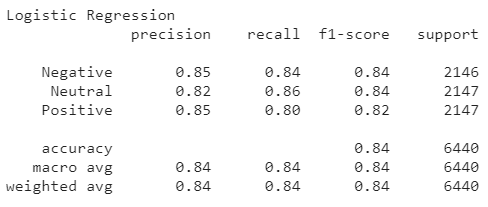 Logistic Regression
precision recall f1-score support
Negative 0.85 0.84 0.84 2146
Neutral 0.82 0.86 0.84 2147
Positive 0.85 0.80 0.82 2147
accuracy 0.84 6440
macro avg 0.84 0.84 0.84 6440
weighted avg 0.84 0.84 0.84 6440